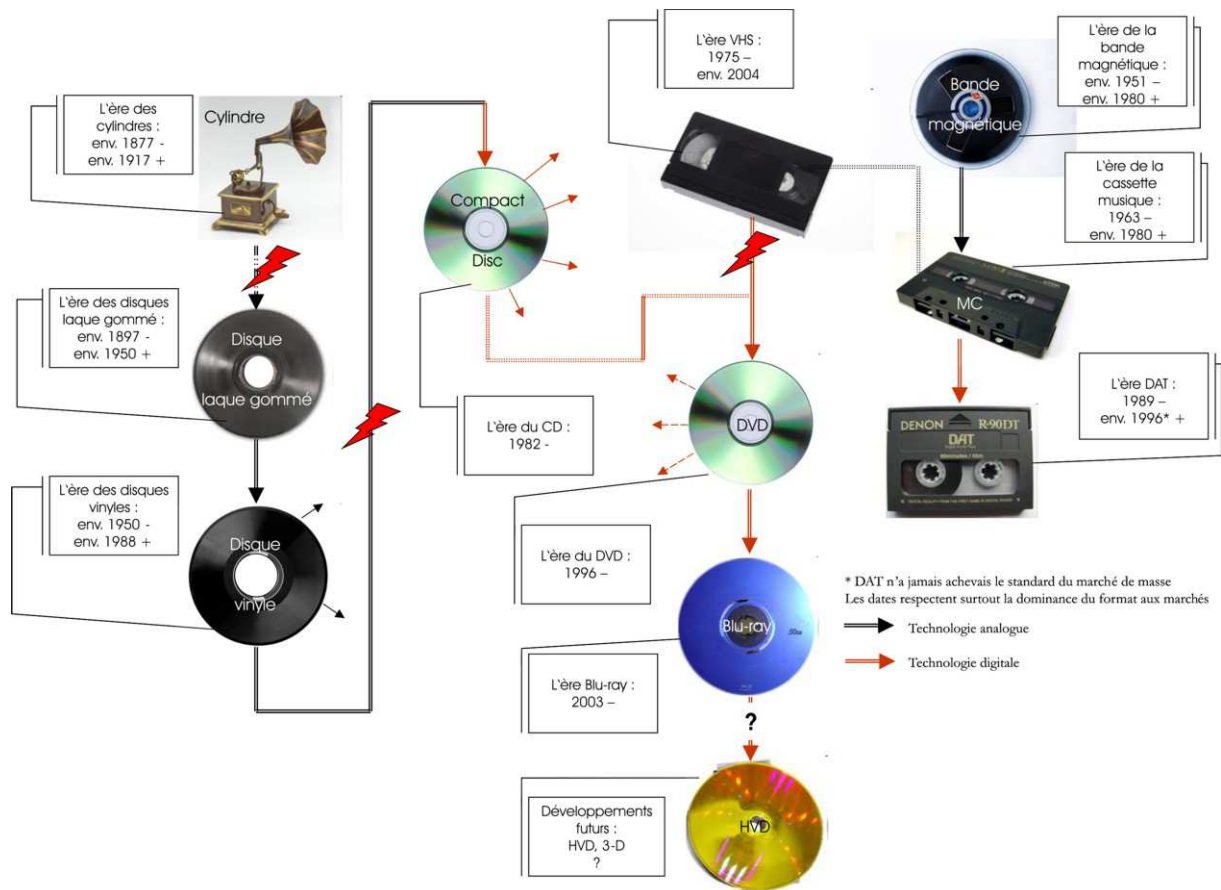 L'ère des
cylindres :
env. 1877 -
env. 1917 +
Cylindre
L'ère des disques
laque gommé :
env. 1897 -
env. 1950 +
Disque
laque gommé
L'ère des disques
vinyles :
env. 1950 -
env. 1988 +
Disque
vinyle
Compact
Disc
L'ère du CD :
1982 -
L'ère VHS :
1975 –
env. 2004
DVD
L'ère du DVD :
1996 –
Blu-ray
L'ère Blu-ray :
2003 –
?
Développements
futurs :
HVD, 3-D
?
HVD
Bande
magnétique
L'ère de la
bande
magnétique :
env. 1951 –
env. 1980 +
L'ère de la
cassette
musique :
1963 –
env. 1980 +
MC
L'ère DAT :
1989 –
env. 1996* +
DENON R-90DT
DAT
* DAT n'a jamais achevais le standard du marché de masse
Les dates respectent surtout la dominance du format aux marchés
Technologie analogue
Technologie digitale